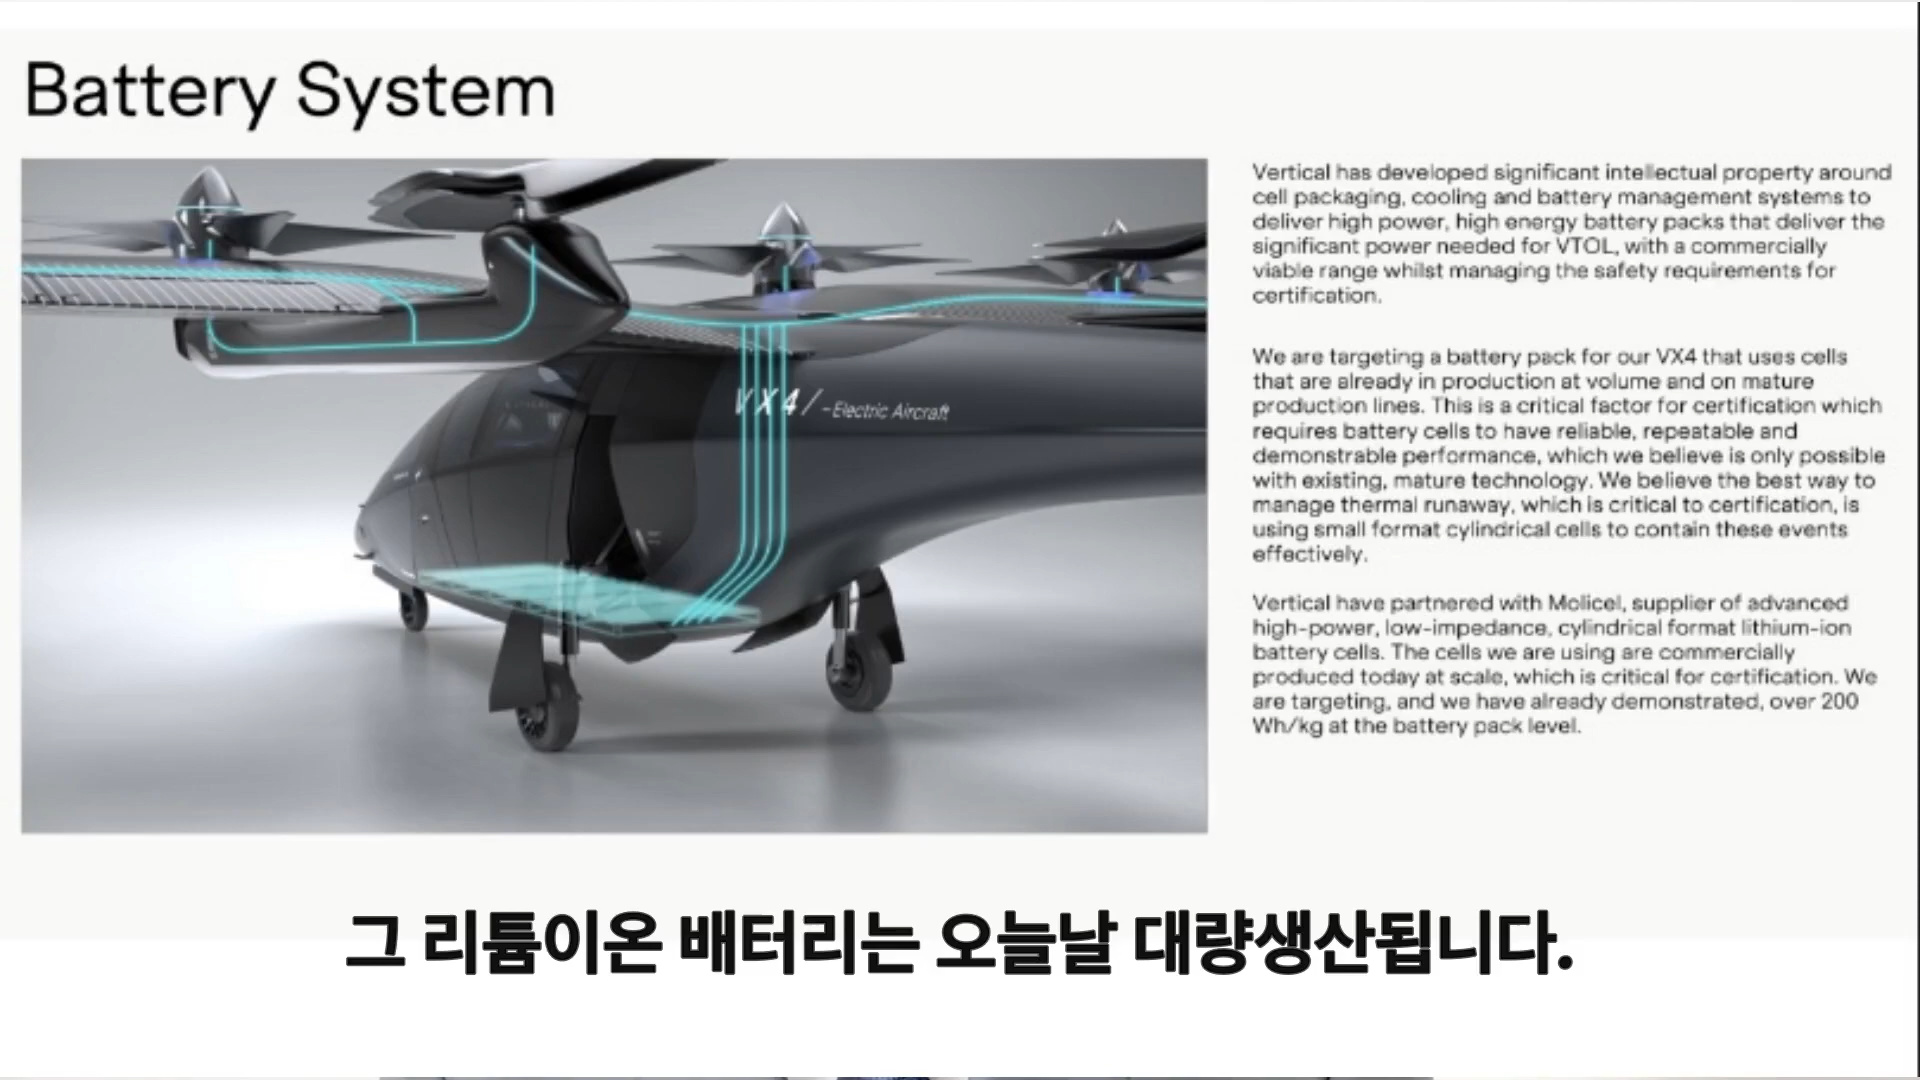 Battery System
Vertical has developed significant intellectual property around
cell packaging, cooling and battery management systems to
deliver high power, high energy battery packs that deliver the
significant power needed for VTOL, with a commercially
viable range whilst managing the safety requirements for
certification.
We are targeting a battery pack for our VX4 that uses cells
that are already in production at volume and on mature
production lines. This is a critical factor for certification which
requires battery cells to have reliable, repeatable and
demonstrable performance, which we believe is only possible
with existing, mature technology. We believe the best way to
manage thermal runaway, which is critical to certification, is
using small format cylindrical cells to contain these events
effectively.
Vertical have partnered with Molicel, supplier of advanced
high-power, low-impedance, cylindrical format lithium-ion
battery cells. The cells we are using are commercially
produced today at scale, which is critical for certification. We
are targeting, and we have already demonstrated, over 200
Wh/kg at the battery pack level.
VX4/-Electric Aircraft
그 리튬이온 배터리는 오늘날 대량생산됩니다.